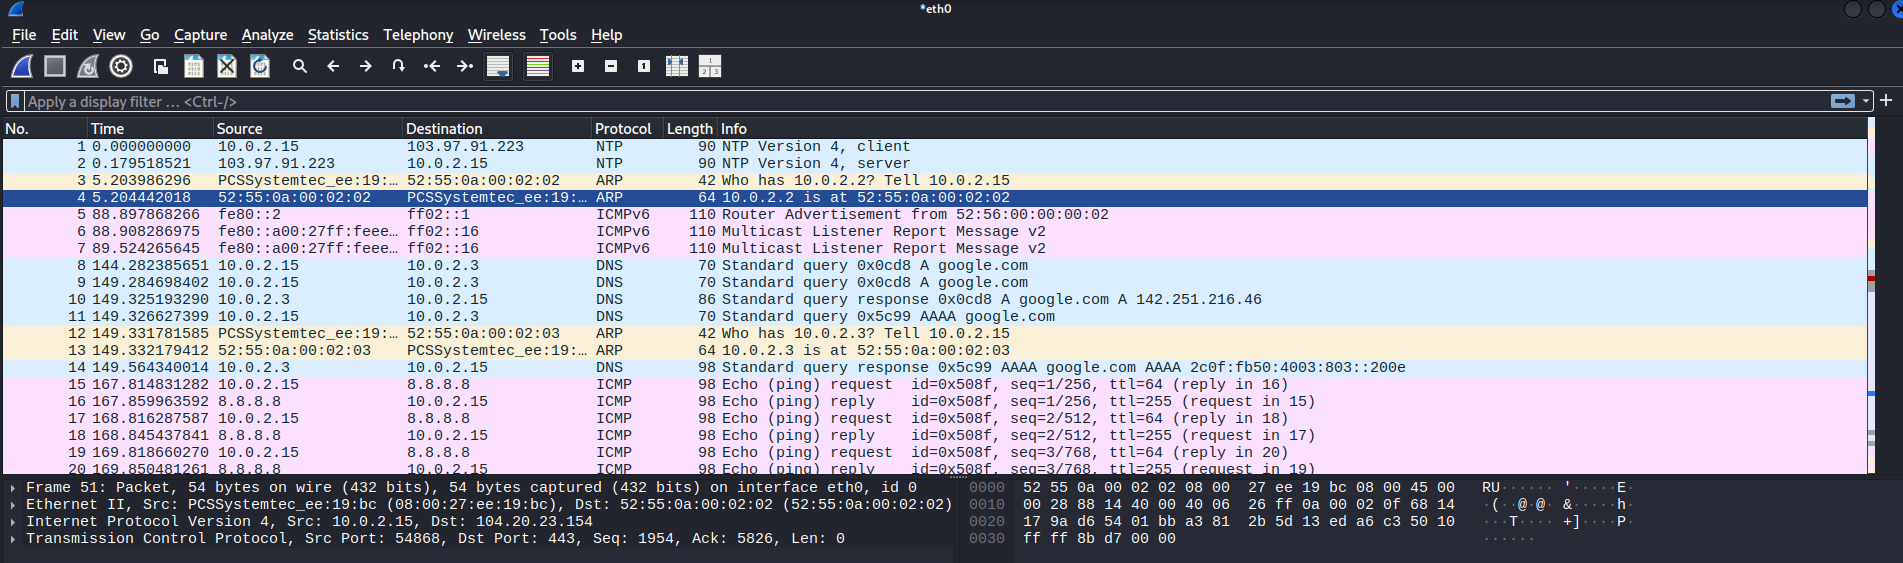 *eth0
File Edit View Go Capture Analyze Statistics Telephony Wireless Tools Help
Apply a display filter ... <Ctrl-/>
No. Time Source Destination Protocol Length Info
1 0.000000000 10.0.2.15 103.97.91.223 NTP 90 NTP Version 4, client
2 0.179518521 103.97.91.223 10.0.2.15 NTP 90 NTP Version 4, server
3 5.203986296 PCSSystemtec_ee:19:… 52:55:0a:00:02:02 ARP 42 Who has 10.0.2.2? Tell 10.0.2.15
4 5.204442018 52:55:0a:00:02:02 PCSSystemtec_ee:19:… ARP 64 10.0.2.2 is at 52:55:0a:00:02:02
5 88.897868266 fe80::2 ff02::1 ICMPv6 110 Router Advertisement from 52:56:00:00:00:02
6 88.908286975 fe80::a00:27ff:feee… ff02::16 ICMPv6 110 Multicast Listener Report Message v2
7 89.524265645 fe80::a00:27ff:feee… ff02::16 ICMPv6 110 Multicast Listener Report Message v2
8 144.282385651 10.0.2.15 10.0.2.3 DNS 70 Standard query 0x0cd8 A google.com
9 149.284698402 10.0.2.15 10.0.2.3 DNS 70 Standard query 0x0cd8 A google.com
10 149.325193290 10.0.2.3 10.0.2.15 DNS 86 Standard query response 0x0cd8 A google.com A 142.251.216.46
11 149.326627399 10.0.2.15 10.0.2.3 DNS 70 Standard query 0x5c99 AAAA google.com
12 149.331781585 PCSSystemtec_ee:19:… 52:55:0a:00:02:03 ARP 42 Who has 10.0.2.3? Tell 10.0.2.15
13 149.332179412 52:55:0a:00:02:03 PCSSystemtec_ee:19:… ARP 64 10.0.2.3 is at 52:55:0a:00:02:03
14 149.564340014 10.0.2.3 10.0.2.15 DNS 98 Standard query response 0x5c99 AAAA google.com AAAA 2c0f:fb50:4003:803::200e
15 167.814831282 10.0.2.15 8.8.8.8 ICMP 98 Echo (ping) request id=0x508f, seq=1/256, ttl=64 (reply in 16)
16 167.859963592 8.8.8.8 10.0.2.15 ICMP 98 Echo (ping) reply id=0x508f, seq=1/256, ttl=255 (request in 15)
17 168.816287587 10.0.2.15 8.8.8.8 ICMP 98 Echo (ping) request id=0x508f, seq=2/512, ttl=64 (reply in 18)
18 168.845437841 8.8.8.8 10.0.2.15 ICMP 98 Echo (ping) reply id=0x508f, seq=2/512, ttl=255 (request in 17)
19 169.818660270 10.0.2.15 8.8.8.8 ICMP 98 Echo (ping) request id=0x508f, seq=3/768, ttl=64 (reply in 20)
20 169.850481261 8.8.8.8 10.0.2.15 ICMP 98 Echo (ping) reply id=0x508f, seq=3/768, ttl=255 (request in 19)
Frame 51: Packet, 54 bytes on wire (432 bits), 54 bytes captured (432 bits) on interface eth0, id 0
Ethernet II, Src: PCSSystemtec_ee:19:bc (08:00:27:ee:19:bc), Dst: 52:55:0a:00:02:02 (52:55:0a:00:02:02)
Internet Protocol Version 4, Src: 10.0.2.15, Dst: 104.20.23.154
Transmission Control Protocol, Src Port: 54868, Dst Port: 443, Seq: 1954, Ack: 5826, Len: 0
0000 52 55 0a 00 02 02 08 00 27 ee 19 bc 08 00 45 00 RU······ '·····E·
0010 00 28 88 14 40 00 40 06 26 ff 0a 00 02 0f 68 14 ·(··@·@· &·····h·
0020 17 9a d6 54 01 bb a3 81 2b 5d 13 ed a6 c3 50 10 ···T···· +]····P·
0030 ff ff 8b d7 00 00 ······